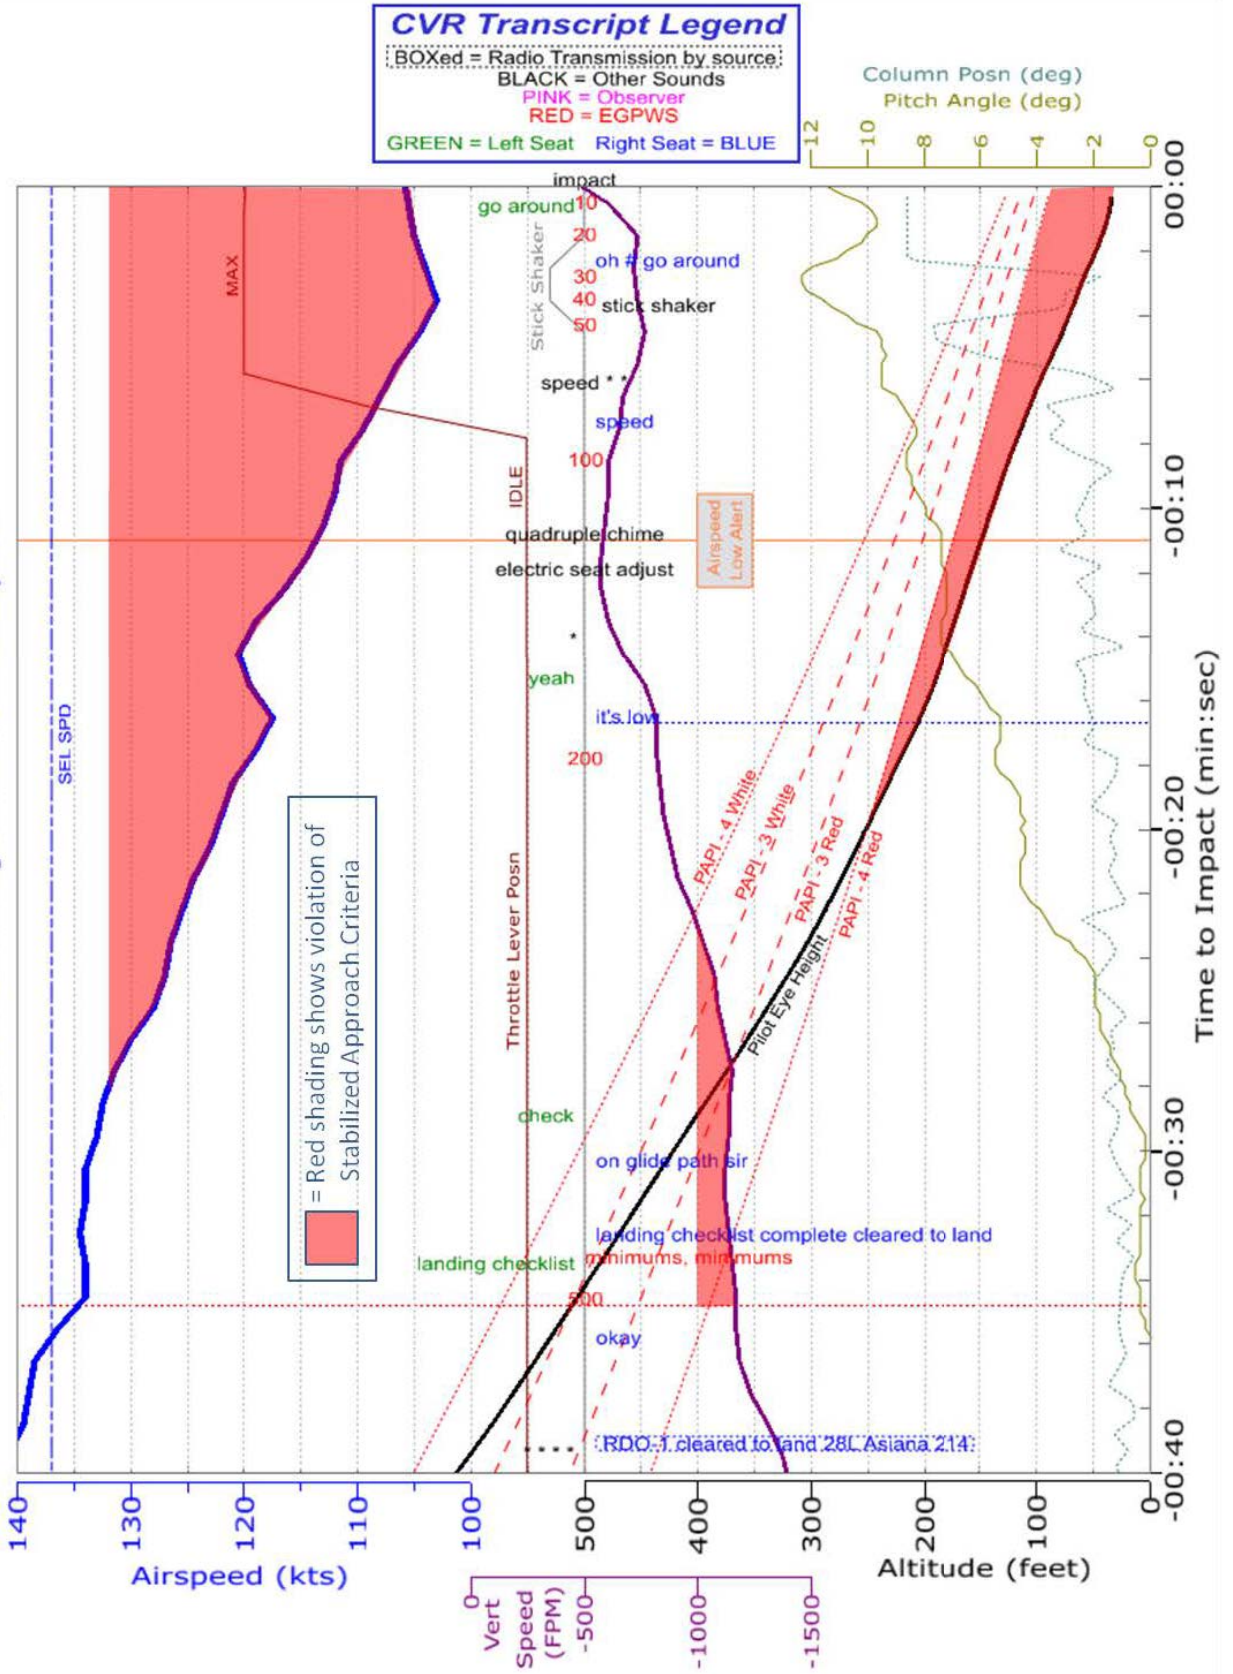 CVR Transcript Legend
BOXed = Radio Transmission by source
BLACK = Other Sounds
PINK = Observer
RED = EGPWS
GREEN = Left Seat Right Seat = BLUE
Column Posn (deg)
Pitch Angle (deg)
12
10
8
6
4
2
0
impact
10
go around
20
oh # go around
30
40
stick shaker
50
Stick Shaker
MAX
speed * *
speed
100
IDLE
quadruple chime
electric seat adjust
Airspeed
Low Alert
*
yeah
it's low
200
SEL SPD
PAPI - 4 White
PAPI - 3 White
PAPI - 3 Red
PAPI - 4 Red
Pilot Eye Height
Throttle Lever Posn
= Red shading shows violation of
Stabilized Approach Criteria
check
on glide path sir
landing checklist complete cleared to land
minimums, minimums
landing checklist
500
okay
* * * *
RDO-1 cleared to land 28L Asiana 214
00:00
-00:10
-00:20
-00:30
-00:40
Time to Impact (min:sec)
140
130
120
110
100
Airspeed (kts)
500
400
300
200
100
0
Altitude (feet)
0
-500
-1000
-1500
Vert
Speed
(FPM)